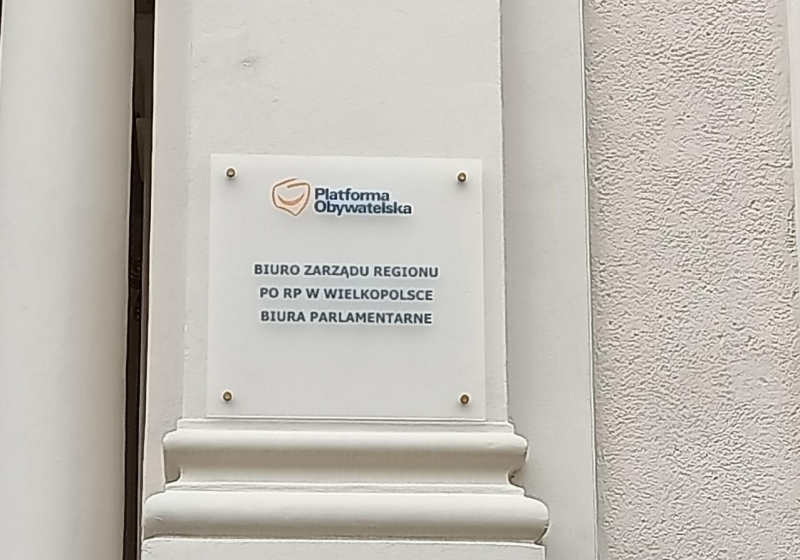 Platforma
Obywatelska
BIURO ZARZĄDU REGIONU
PO RP W WIELKOPOLSCE
BIURA PARLAMENTARNE